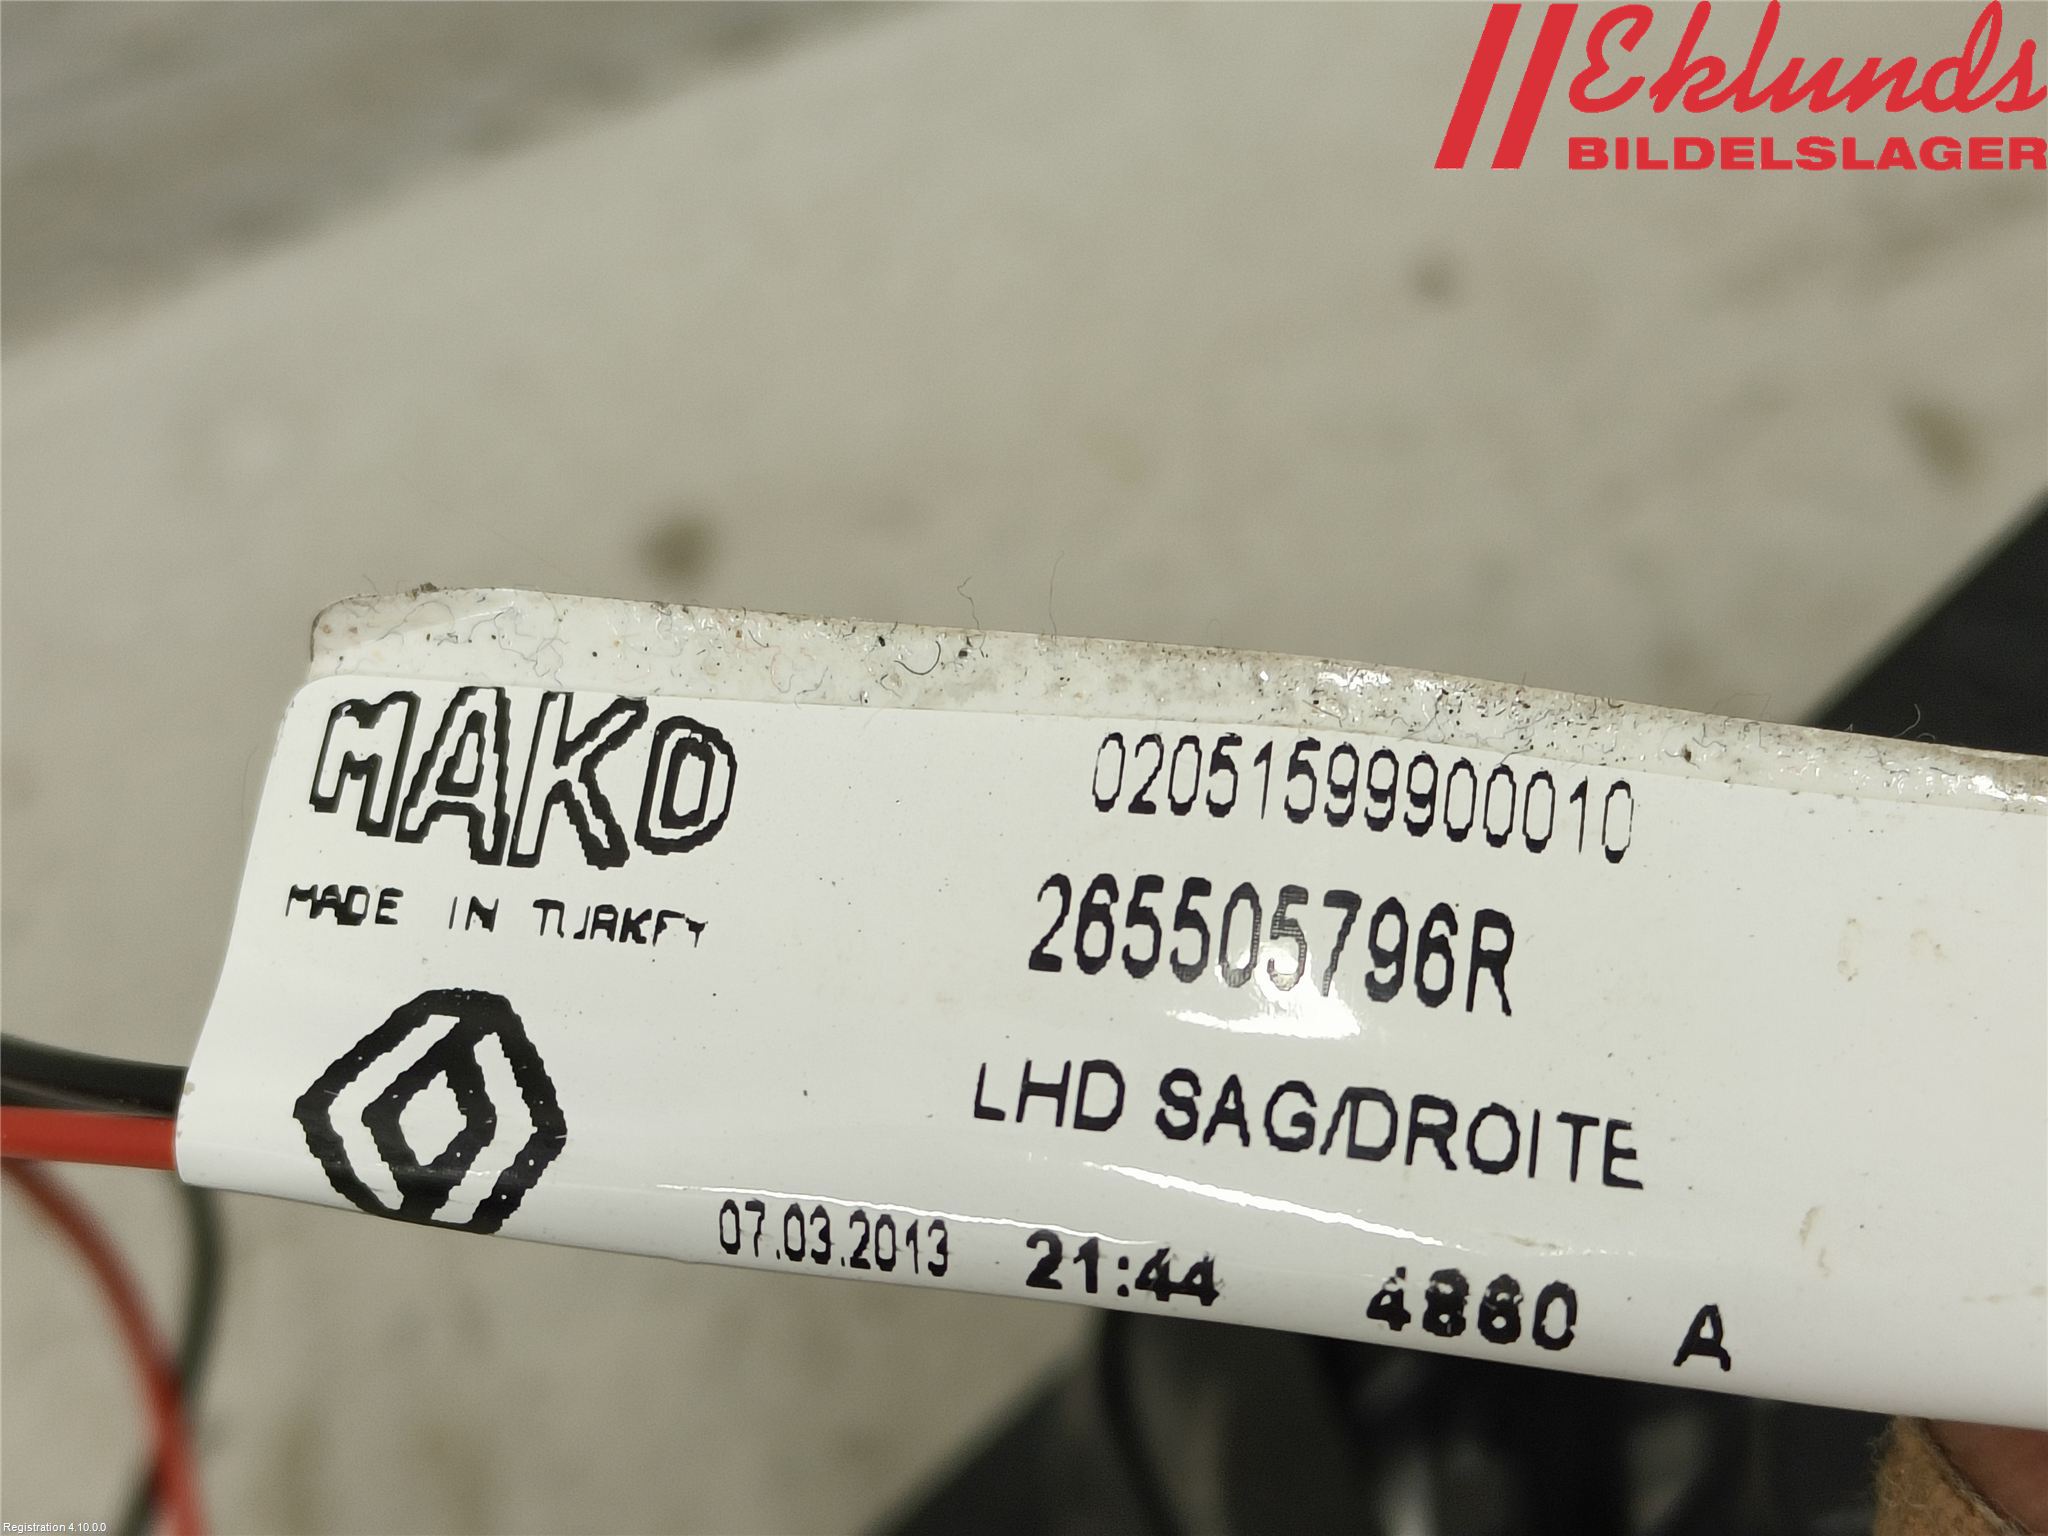 Eklunds
BILDELSLAGER
MAKO
MADE IN TURKEY
02051599900010
265505796R
LHD SAG/DROITE
07.03.2013 21:44 4860 A
Registration 4.10.0.0